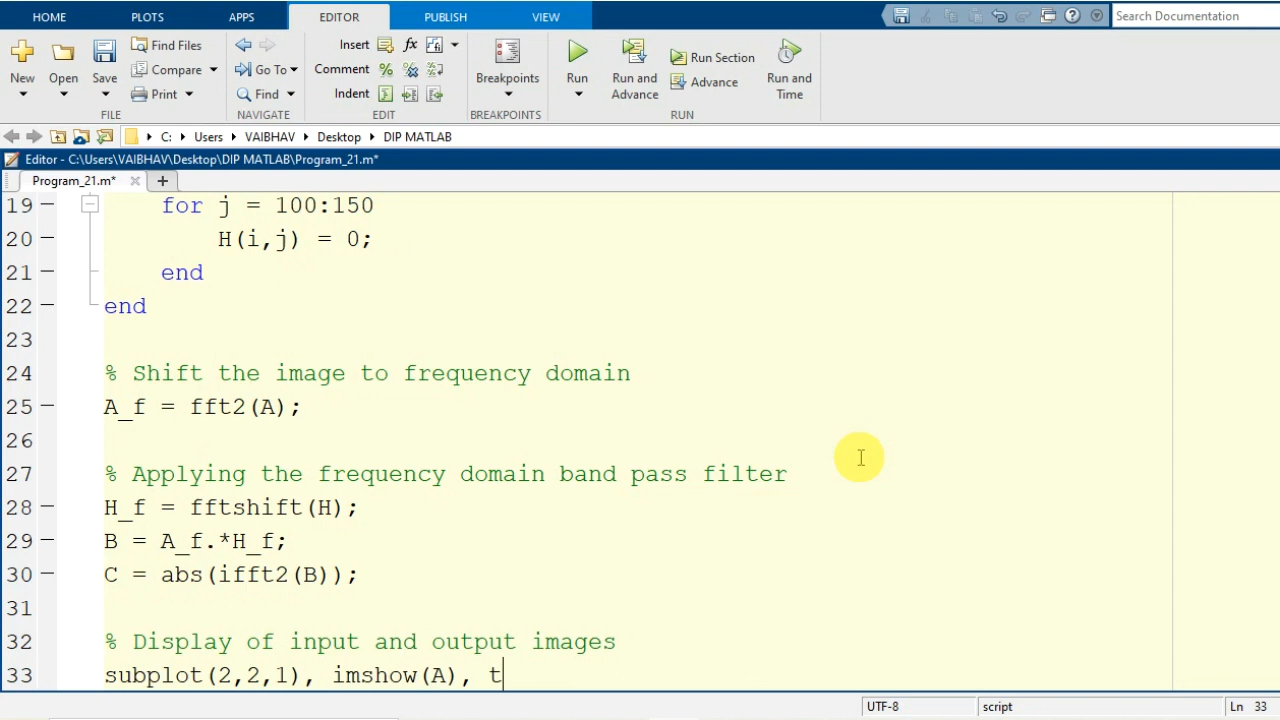 HOME PLOTS APPS EDITOR PUBLISH VIEW
Search Documentation
New Open Save Find Files Compare Print
FILE
Go To Find
NAVIGATE
Insert fx
Comment %
Indent
EDIT
Breakpoints
BREAKPOINTS
Run Run and Advance Run Section Advance Run and Time
RUN
C: Users VAIBHAV Desktop DIP MATLAB
Editor - C:\Users\VAIBHAV\Desktop\DIP MATLAB\Program_21.m*
Program_21.m* +
19 for j = 100:150
20 H(i,j) = 0;
21 end
22 end
23
24 % Shift the image to frequency domain
25 A_f = fft2(A);
26
27 % Applying the frequency domain band pass filter
28 H_f = fftshift(H);
29 B = A_f.*H_f;
30 C = abs(ifft2(B));
31
32 % Display of input and output images
33 subplot(2,2,1), imshow(A), t
UTF-8 script Ln 33